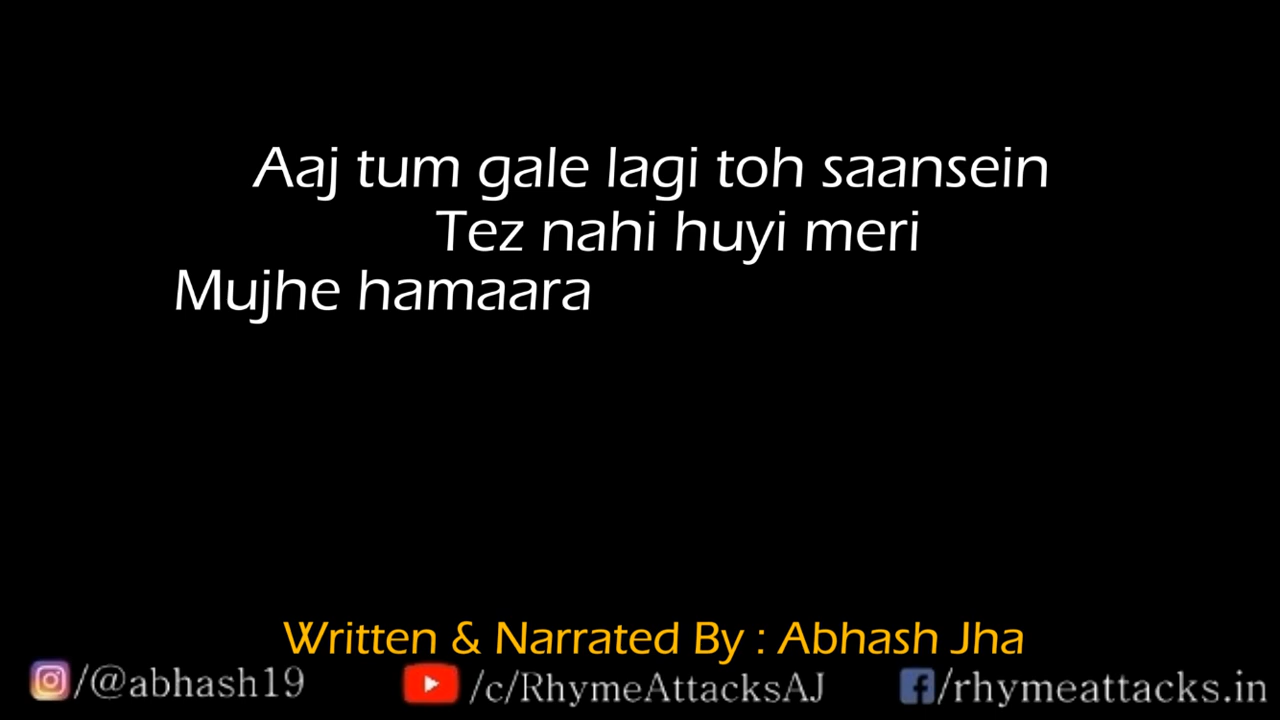 Aaj tum gale lagi toh saansein
Tez nahi huyi meri
Mujhe hamaara
Written & Narrated By : Abhash Jha
/@abhash19 /c/RhymeAttacksAJ /rhymeattacks.in